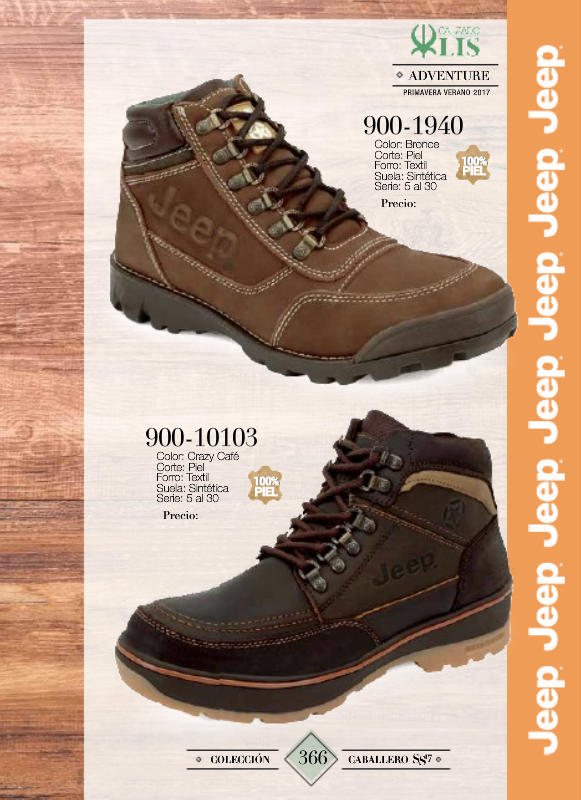 CALZADO
LIS
ADVENTURE
PRIMAVERA VERANO 2017
900-1940
Color: Bronce
Corte: Piel
Forro: Textil
Suela: Sintética
Serie: 5 al 30
Precio:
100%
PIEL
Jeep
900-10103
Color: Crazy Café
Corte: Piel
Forro: Textil
Suela: Sintética
Serie: 5 al 30
Precio:
100%
PIEL
Jeep
Jeep Jeep Jeep Jeep Jeep Jeep Jeep
COLECCIÓN 366 CABALLERO